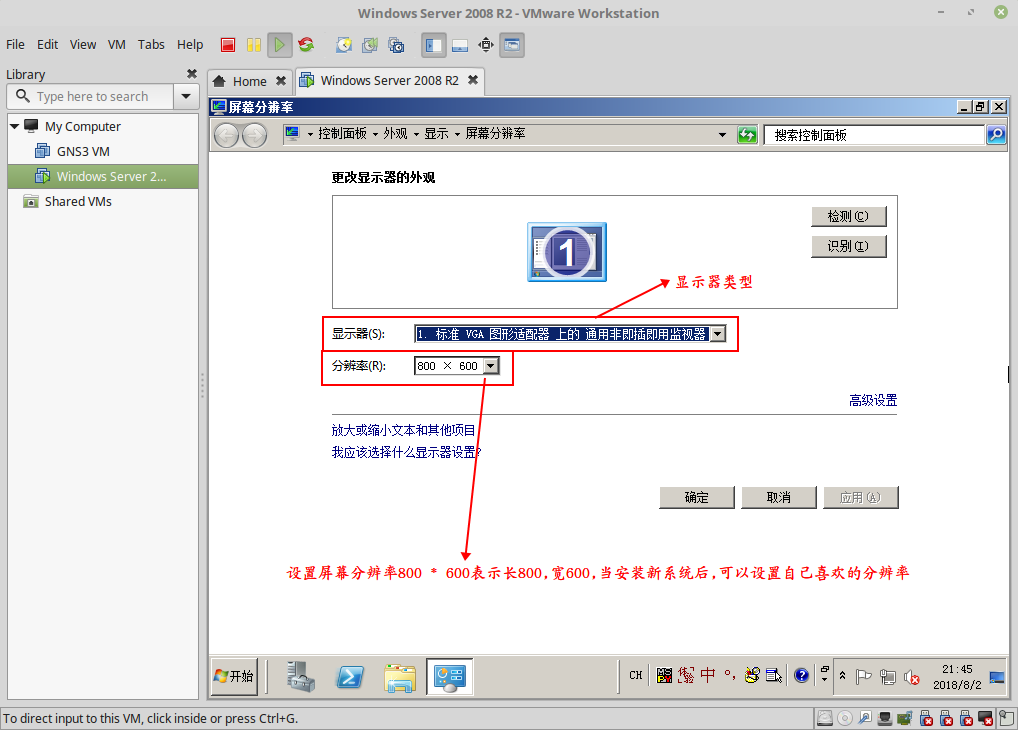 Windows Server 2008 R2 - VMware Workstation
File Edit View VM Tabs Help
Library
Home
Windows Server 2008 R2
Type here to search
屏幕分辨率
My Computer
GNS3 VM
Windows Server 2...
Shared VMs
控制面板 外观 显示 屏幕分辨率
搜索控制面板
更改显示器的外观
1
检测(C)
识别(I)
显示器类型
显示器(S): 1. 标准 VGA 图形适配器 上的 通用非即插即用监视器
分辨率(R): 800 × 600
高级设置
放大或缩小文本和其他项目
我应该选择什么显示器设置?
确定 取消 应用(A)
设置屏幕分辨率800 * 600表示长800,宽600,当安装新系统后,可以设置自己喜欢的分辨率
开始
CH
中
21:45
2018/8/2
To direct input to this VM, click inside or press Ctrl+G.